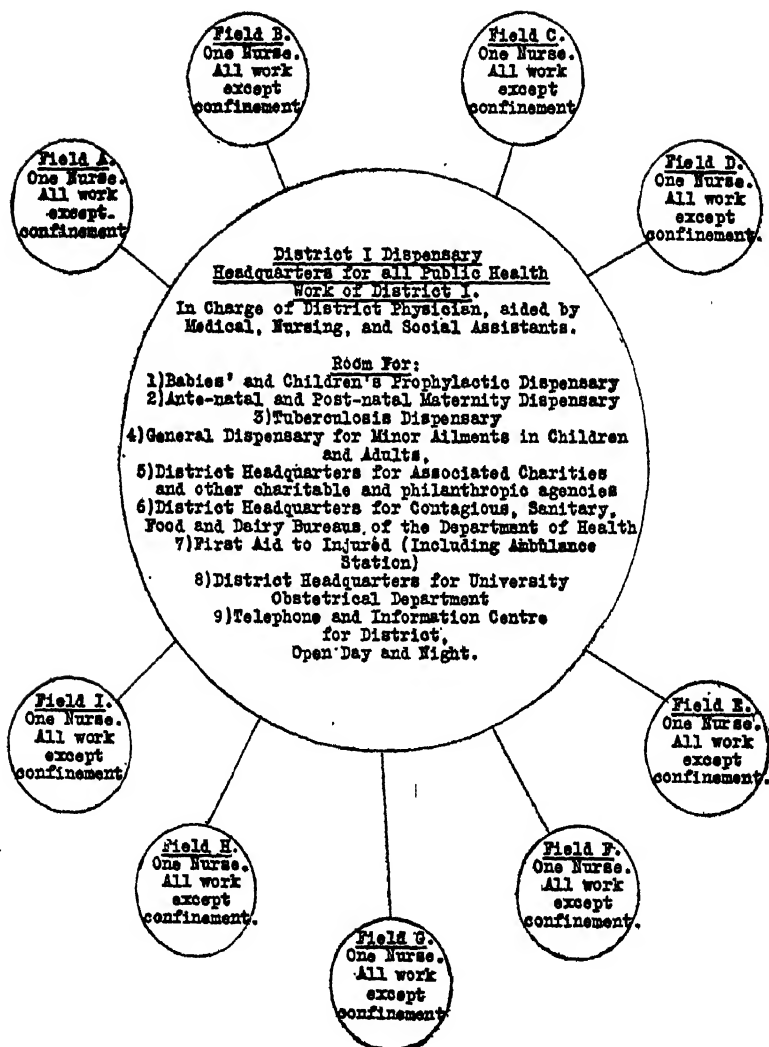 Field B.
One Nurse.
All work
except
confinement
Field C.
One Nurse.
All work
except
confinement
Field A.
One Nurse.
All work
except.
confinement
Field D.
One Nurse.
All work
except
confinement.
District I Dispensary
Headquarters for all Public Health
Work of District I.
In Charge of District Physician, aided by
Medical, Nursing, and Social Assistants.
Room For:
1)Babies' and Children's Prophylactic Dispensary
2)Ante-natal and Post-natal Maternity Dispensary
3)Tuberculosis Dispensary
4)General Dispensary for Minor Ailments in Children
and Adults.
5)District Headquarters for Associated Charities
and other charitable and philanthropic agencies
6)District Headquarters for Contagious, Sanitary,
Food and Dairy Bureaus, of the Department of Health
7)First Aid to Injured (Including Ambulance
Station)
8)District Headquarters for University
Obstetrical Department
9)Telephone and Information Centre
for District,
Open Day and Night.
Field I.
One Nurse.
All work
except
confinement
Field E.
One Nurse.
All work
except
confinement.
Field H.
One Nurse.
All work
except
confinement.
Field F.
One Nurse.
All work
except
confinement.
Field G.
One Nurse.
All work
except
confinement.